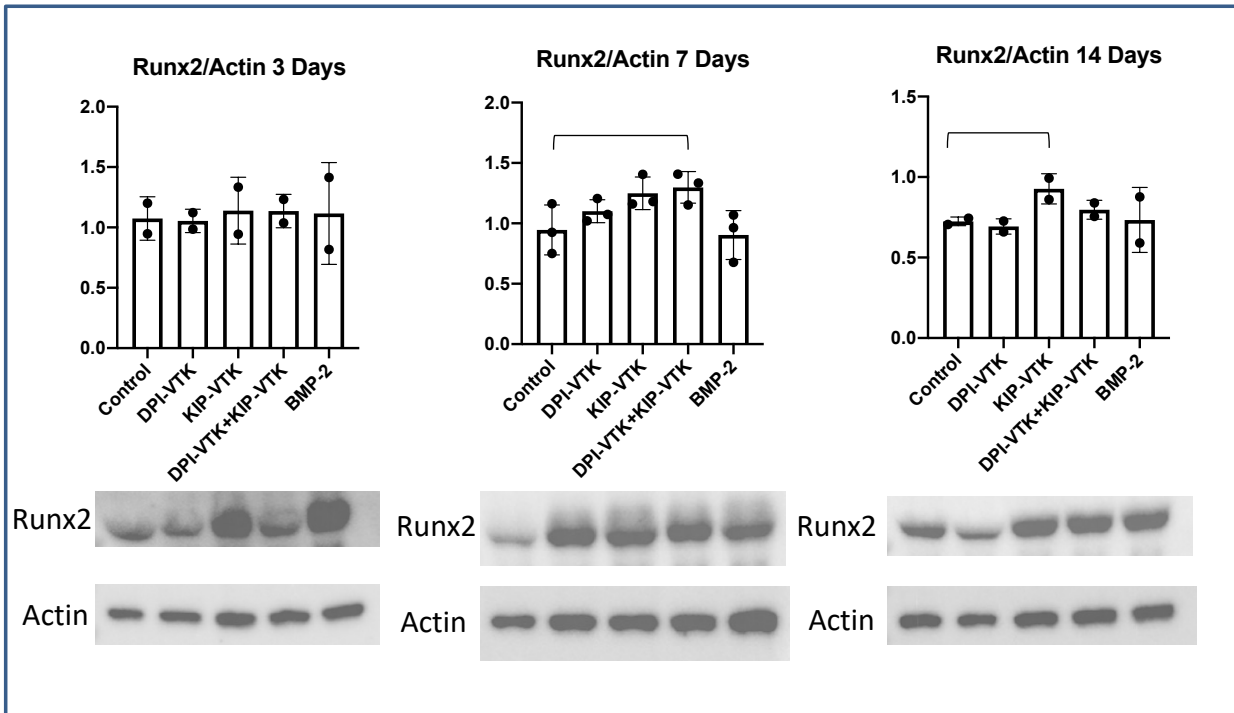 Runx2/Actin 3 Days
2.0
1.5
1.0
0.5
0.0
Control
DPI-VTK
KIP-VTK
DPI-VTK+KIP-VTK
BMP-2
Runx2/Actin 7 Days
2.0
1.5
1.0
0.5
0.0
Control
DPI-VTK
KIP-VTK
DPI-VTK+KIP-VTK
BMP-2
Runx2/Actin 14 Days
1.5
1.0
0.5
0.0
Control
DPI-VTK
KIP-VTK
DPI-VTK+KIP-VTK
BMP-2
Runx2
Actin
Runx2
Actin
Runx2
Actin